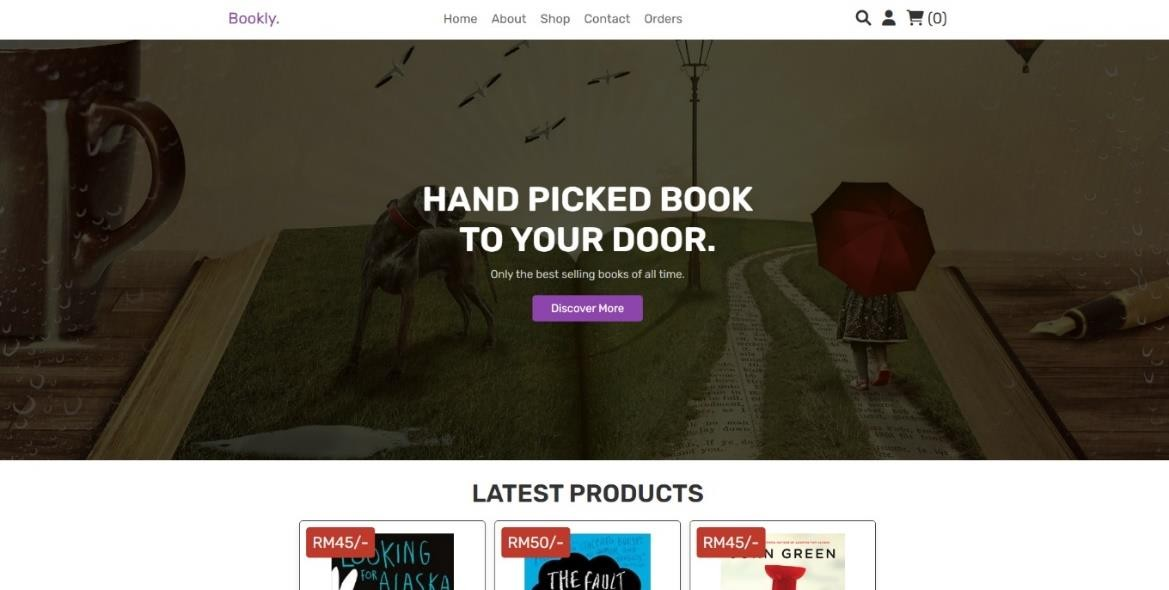 Bookly.
Home About Shop Contact Orders
(0)
HAND PICKED BOOK
TO YOUR DOOR.
Only the best selling books of all time.
Discover More
LATEST PRODUCTS
RM45/-
RM50/-
RM45/-
LOOKING
FOR ALASKA
THE FAULT
JOHN GREEN